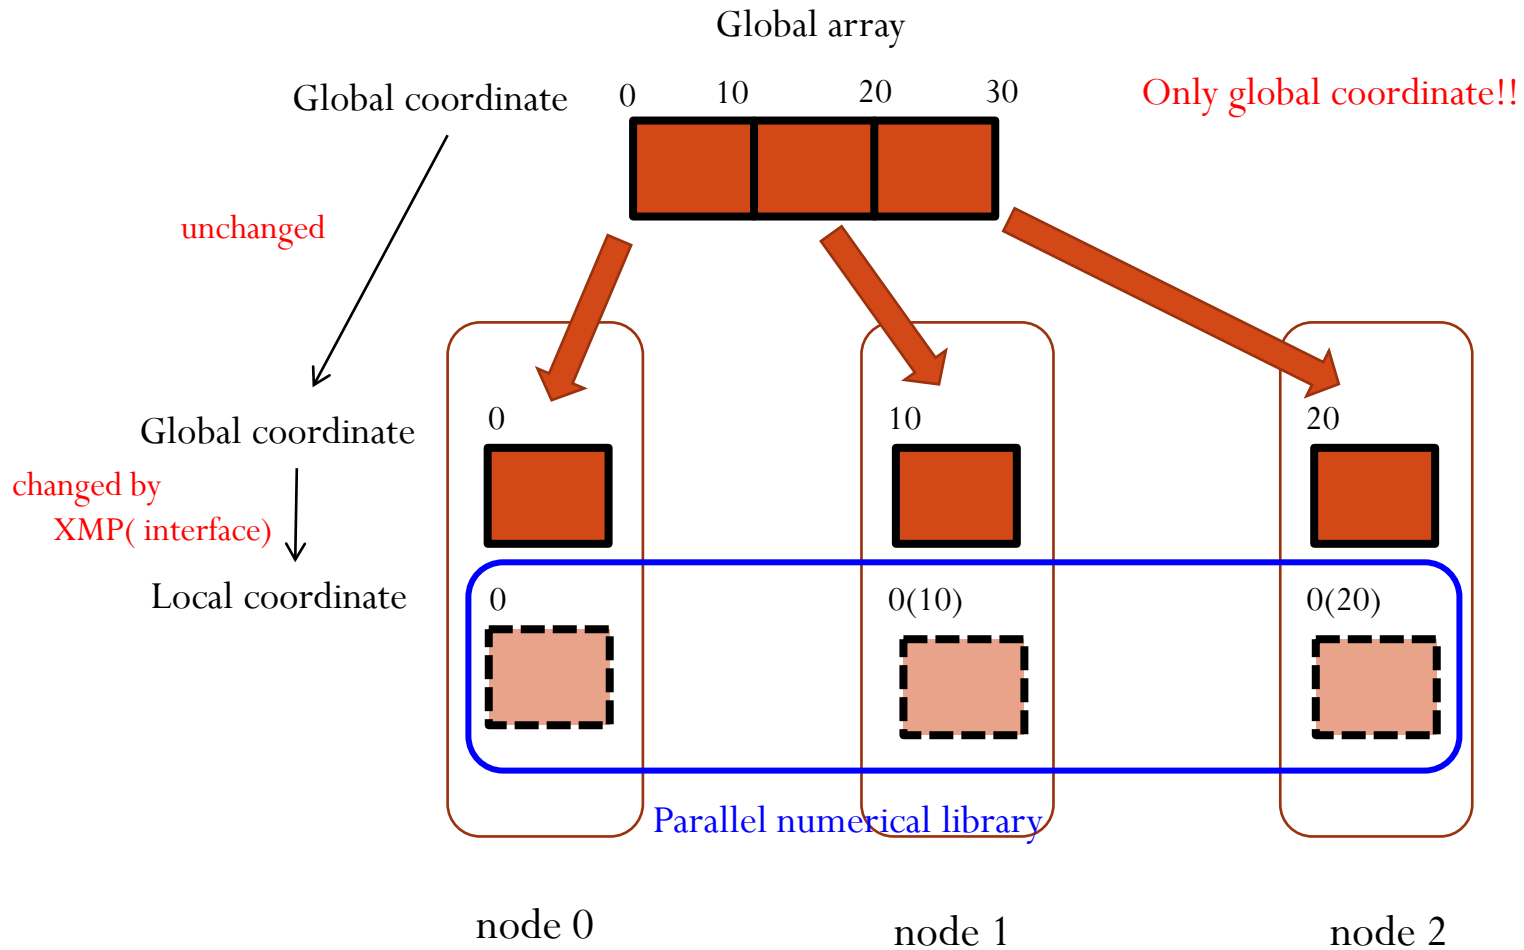 Global array
Global coordinate
0 10 20 30
Only global coordinate!!
unchanged
Global coordinate
0
10
20
changed by
XMP( interface)
Local coordinate
0
0(10)
0(20)
Parallel numerical library
node 0
node 1
node 2